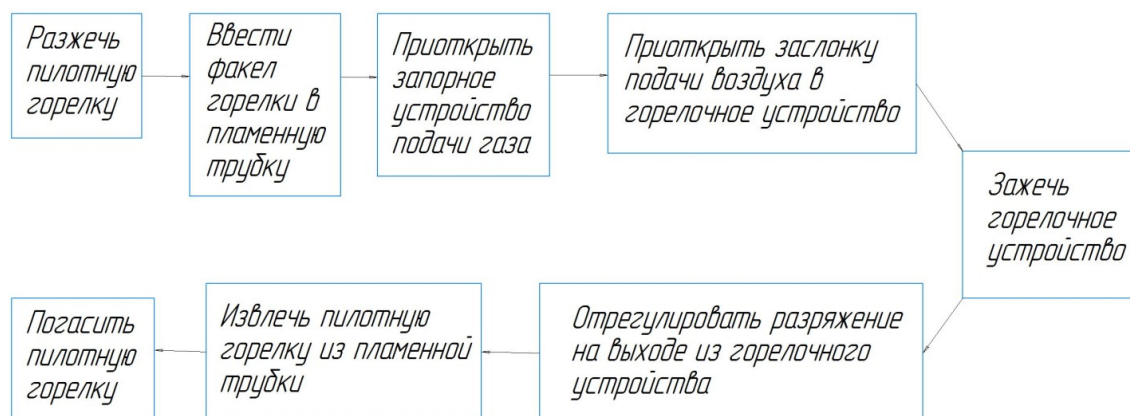 Разжечь
пилотную
горелку
Ввести
факел
горелки в
пламенную
трубку
Приоткрыть
запорное
устройство
подачи газа
Приоткрыть заслонку
подачи воздуха в
горелочное устройство
Зажечь
горелочное
устройство
Отрегулировать разряжение
на выходе из горелочного
устройства
Извлечь пилотную
горелку из пламенной
трубки
Погасить
пилотную
горелку